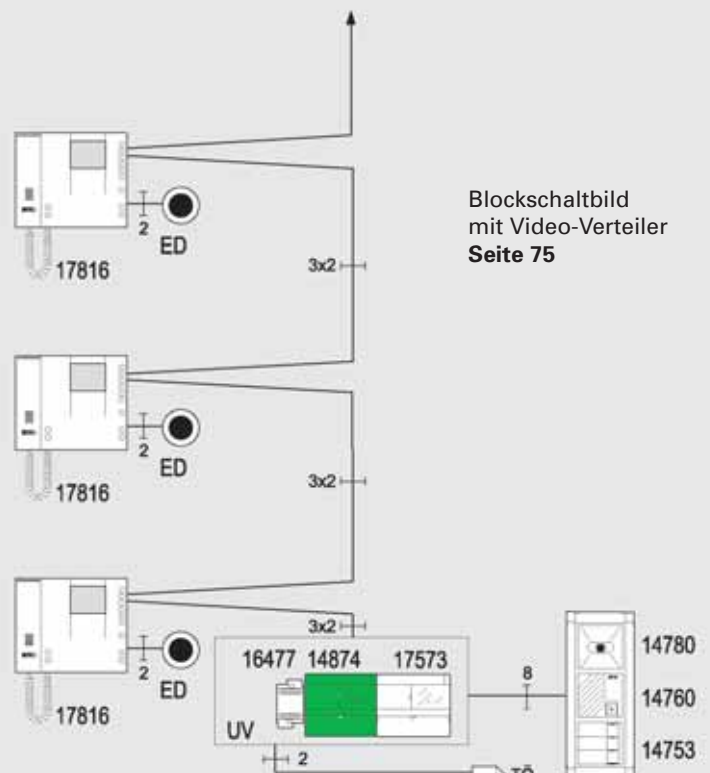 2
ED
17816
Blockschaltbild
mit Video-Verteiler
Seite 75
3x2
2
ED
17816
3x2
2
ED
17816
3x2
16477 14874 17573
UV
8
14780
14760
14753
2
TÖ